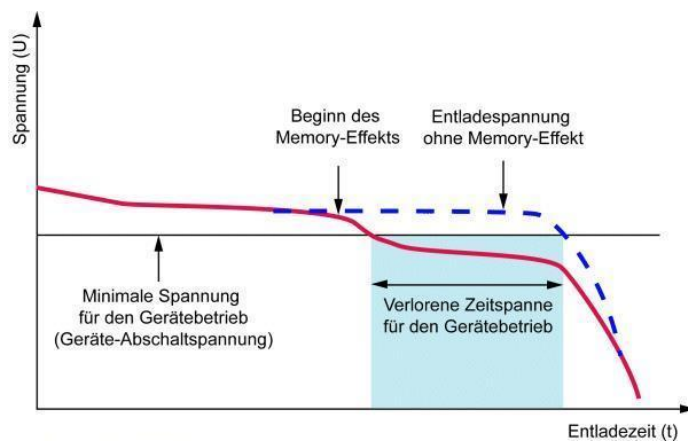 Spannung (U)
Beginn des
Memory-Effekts
Entladespannung
ohne Memory-Effekt
Minimale Spannung
für den Gerätebetrieb
(Geräte-Abschaltspannung)
Verlorene Zeitspanne
für den Gerätebetrieb
Entladezeit (t)